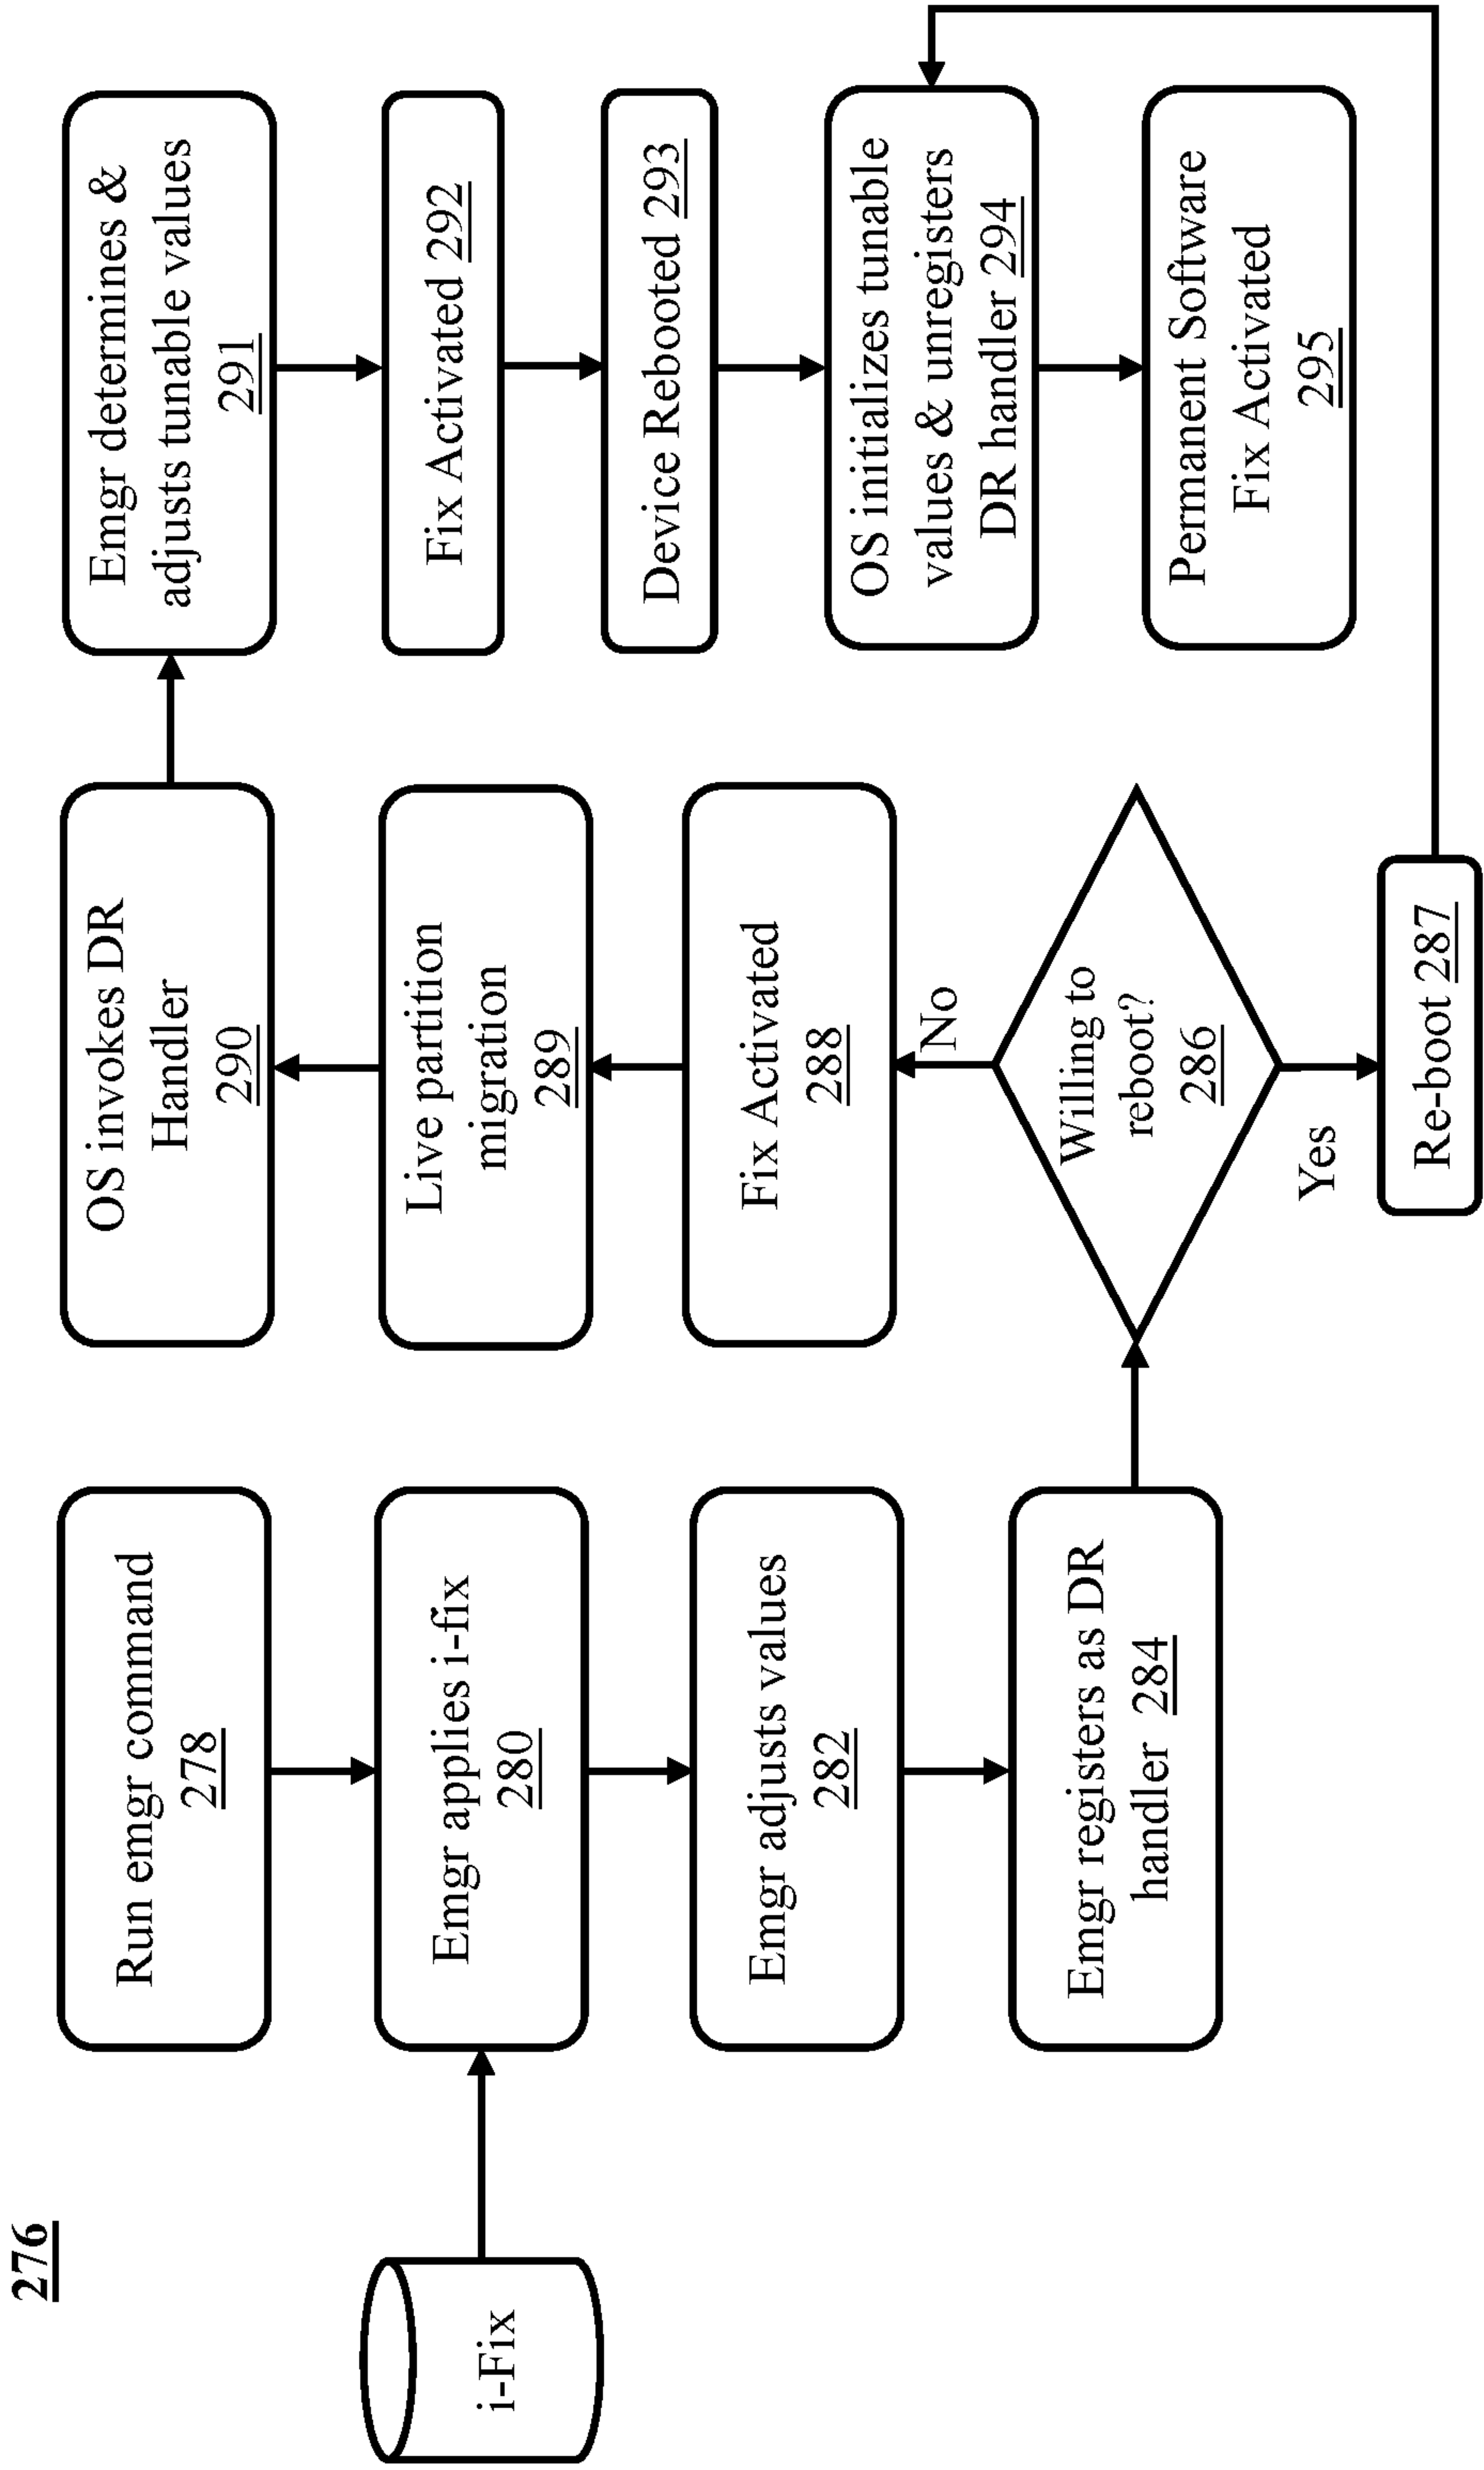 276
i-Fix
Run emgr command
278
Emgr applies i-fix
280
Emgr adjusts values
282
Emgr registers as DR
handler 284
Willing to
reboot?
286
Yes
No
Re-boot 287
Fix Activated
288
Live partition
migration
289
OS invokes DR
Handler
290
Emgr determines &
adjusts tunable values
291
Fix Activated 292
Device Rebooted 293
OS initializes tunable
values & unregisters
DR handler 294
Permanent Software
Fix Activated
295